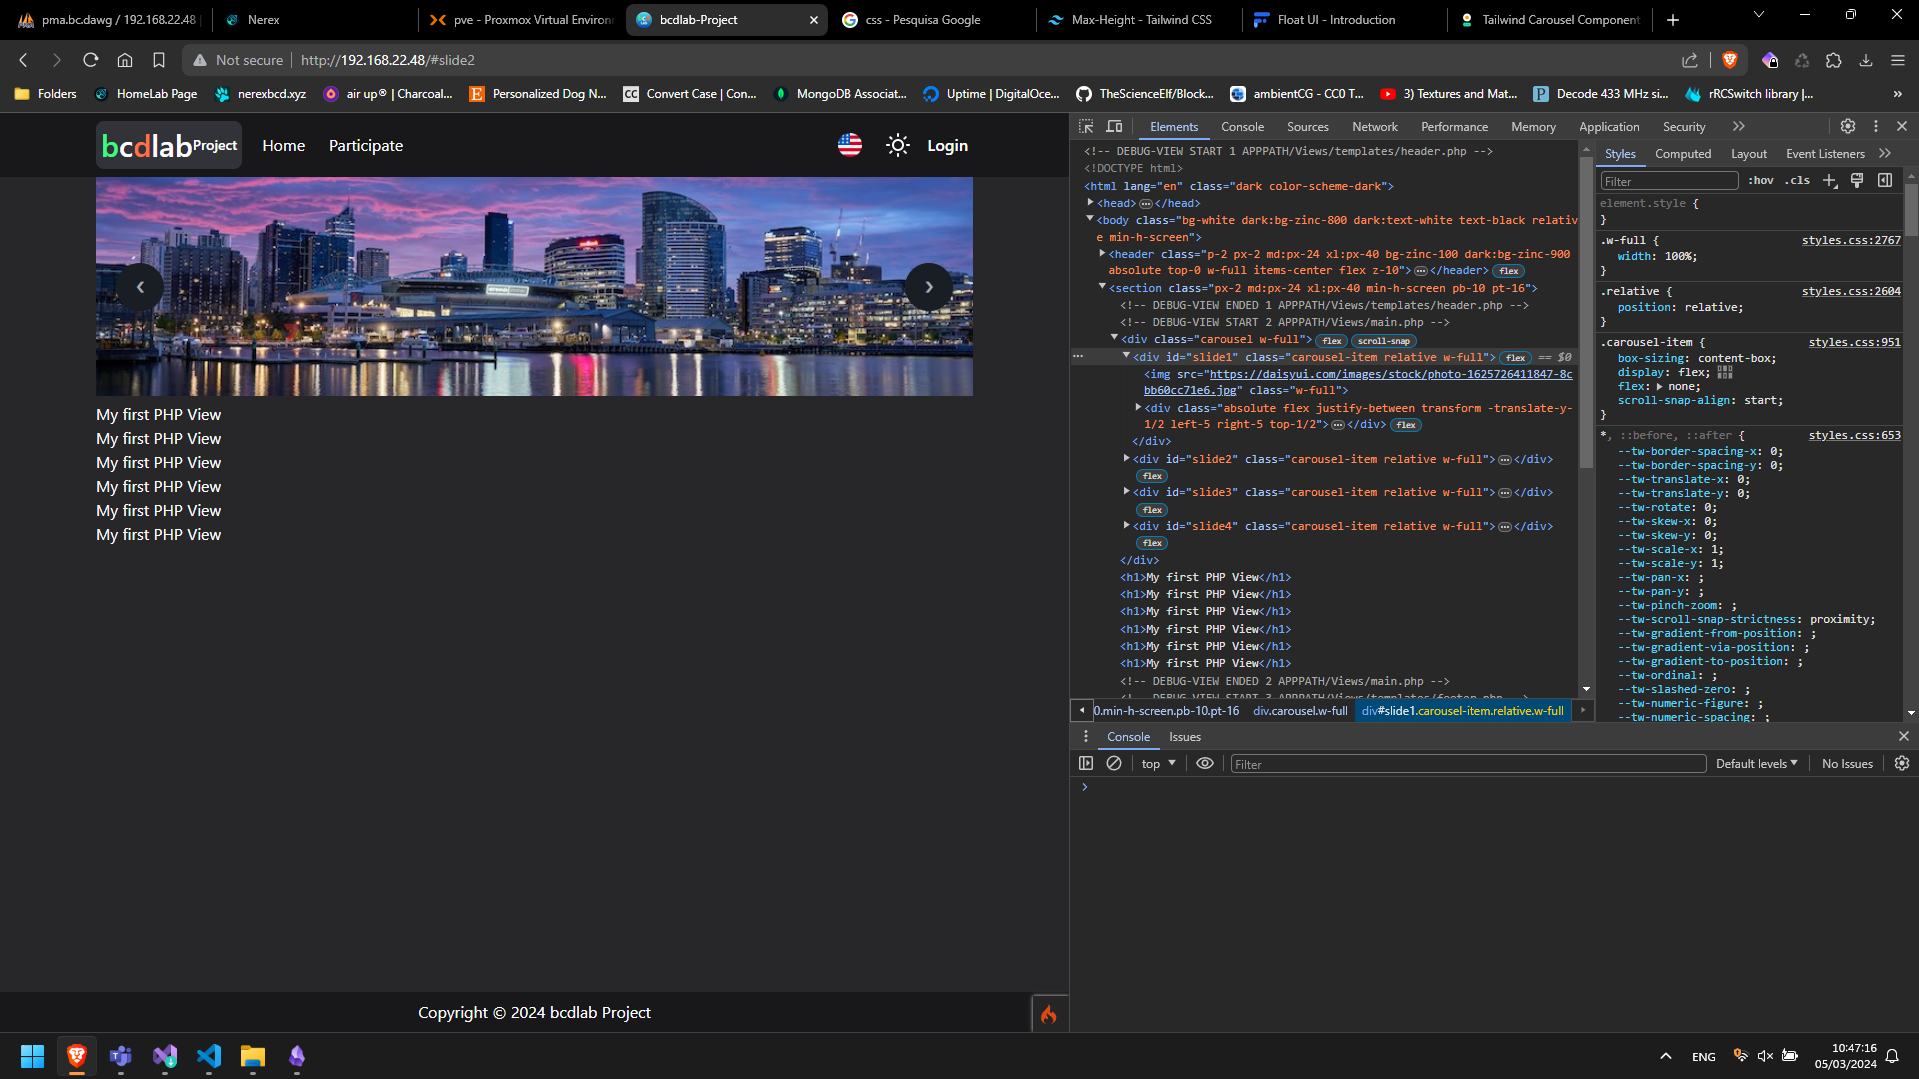 pma.bc.dawg / 192.168.22.48
Nerex
pve - Proxmox Virtual Environ
bcdlab-Project
css - Pesquisa Google
Max-Height - Tailwind CSS
Float UI - Introduction
Tailwind Carousel Component
Not secure
http://192.168.22.48/#slide2
Folders
HomeLab Page
nerexbcd.xyz
air up® | Charcoal...
Personalized Dog N...
Convert Case | Con...
MongoDB Associat...
Uptime | DigitalOce...
TheScienceElf/Block...
ambientCG - CC0 T...
3) Textures and Mat...
Decode 433 MHz si...
rRCSwitch library |...
bcdlab Project
Home
Participate
Login
My first PHP View
My first PHP View
My first PHP View
My first PHP View
My first PHP View
My first PHP View
Copyright © 2024 bcdlab Project
Elements
Console
Sources
Network
Performance
Memory
Application
Security
<!-- DEBUG-VIEW START 1 APPPATH/Views/templates/header.php -->
<!DOCTYPE html>
<html lang="en" class="dark color-scheme-dark">
<head> ••• </head>
<body class="bg-white dark:bg-zinc-800 dark:text-white text-black relativ
e min-h-screen">
<header class="p-2 px-2 md:px-24 xl:px-40 bg-zinc-100 dark:bg-zinc-900
absolute top-0 w-full items-center flex z-10"> ••• </header> flex
<section class="px-2 md:px-24 xl:px-40 min-h-screen pb-10 pt-16">
<!-- DEBUG-VIEW ENDED 1 APPPATH/Views/templates/header.php -->
<!-- DEBUG-VIEW START 2 APPPATH/Views/main.php -->
<div class="carousel w-full"> flex scroll-snap
••• <div id="slide1" class="carousel-item relative w-full"> flex == $0
<img src="https://daisyui.com/images/stock/photo-1625726411847-8c
bb60cc71e6.jpg" class="w-full">
<div class="absolute flex justify-between transform -translate-y-
1/2 left-5 right-5 top-1/2"> ••• </div> flex
</div>
<div id="slide2" class="carousel-item relative w-full"> ••• </div>
flex
<div id="slide3" class="carousel-item relative w-full"> ••• </div>
flex
<div id="slide4" class="carousel-item relative w-full"> ••• </div>
flex
</div>
<h1>My first PHP View</h1>
<h1>My first PHP View</h1>
<h1>My first PHP View</h1>
<h1>My first PHP View</h1>
<h1>My first PHP View</h1>
<h1>My first PHP View</h1>
<!-- DEBUG-VIEW ENDED 2 APPPATH/Views/main.php -->
<!-- DEBUG-VIEW START 3 APPPATH/Views/templates/footer.php -->
0.min-h-screen.pb-10.pt-16
div.carousel.w-full
div#slide1.carousel-item.relative.w-full
Styles
Computed
Layout
Event Listeners
Filter
:hov
.cls
element.style {
}
.w-full { styles.css:2767
width: 100%;
}
.relative { styles.css:2604
position: relative;
}
.carousel-item { styles.css:951
box-sizing: content-box;
display: flex;
flex: none;
scroll-snap-align: start;
}
*, ::before, ::after { styles.css:653
--tw-border-spacing-x: 0;
--tw-border-spacing-y: 0;
--tw-translate-x: 0;
--tw-translate-y: 0;
--tw-rotate: 0;
--tw-skew-x: 0;
--tw-skew-y: 0;
--tw-scale-x: 1;
--tw-scale-y: 1;
--tw-pan-x: ;
--tw-pan-y: ;
--tw-pinch-zoom: ;
--tw-scroll-snap-strictness: proximity;
--tw-gradient-from-position: ;
--tw-gradient-via-position: ;
--tw-gradient-to-position: ;
--tw-ordinal: ;
--tw-slashed-zero: ;
--tw-numeric-figure: ;
--tw-numeric-spacing: ;
Console
Issues
top
Filter
Default levels
No Issues
ENG
10:47:16
05/03/2024